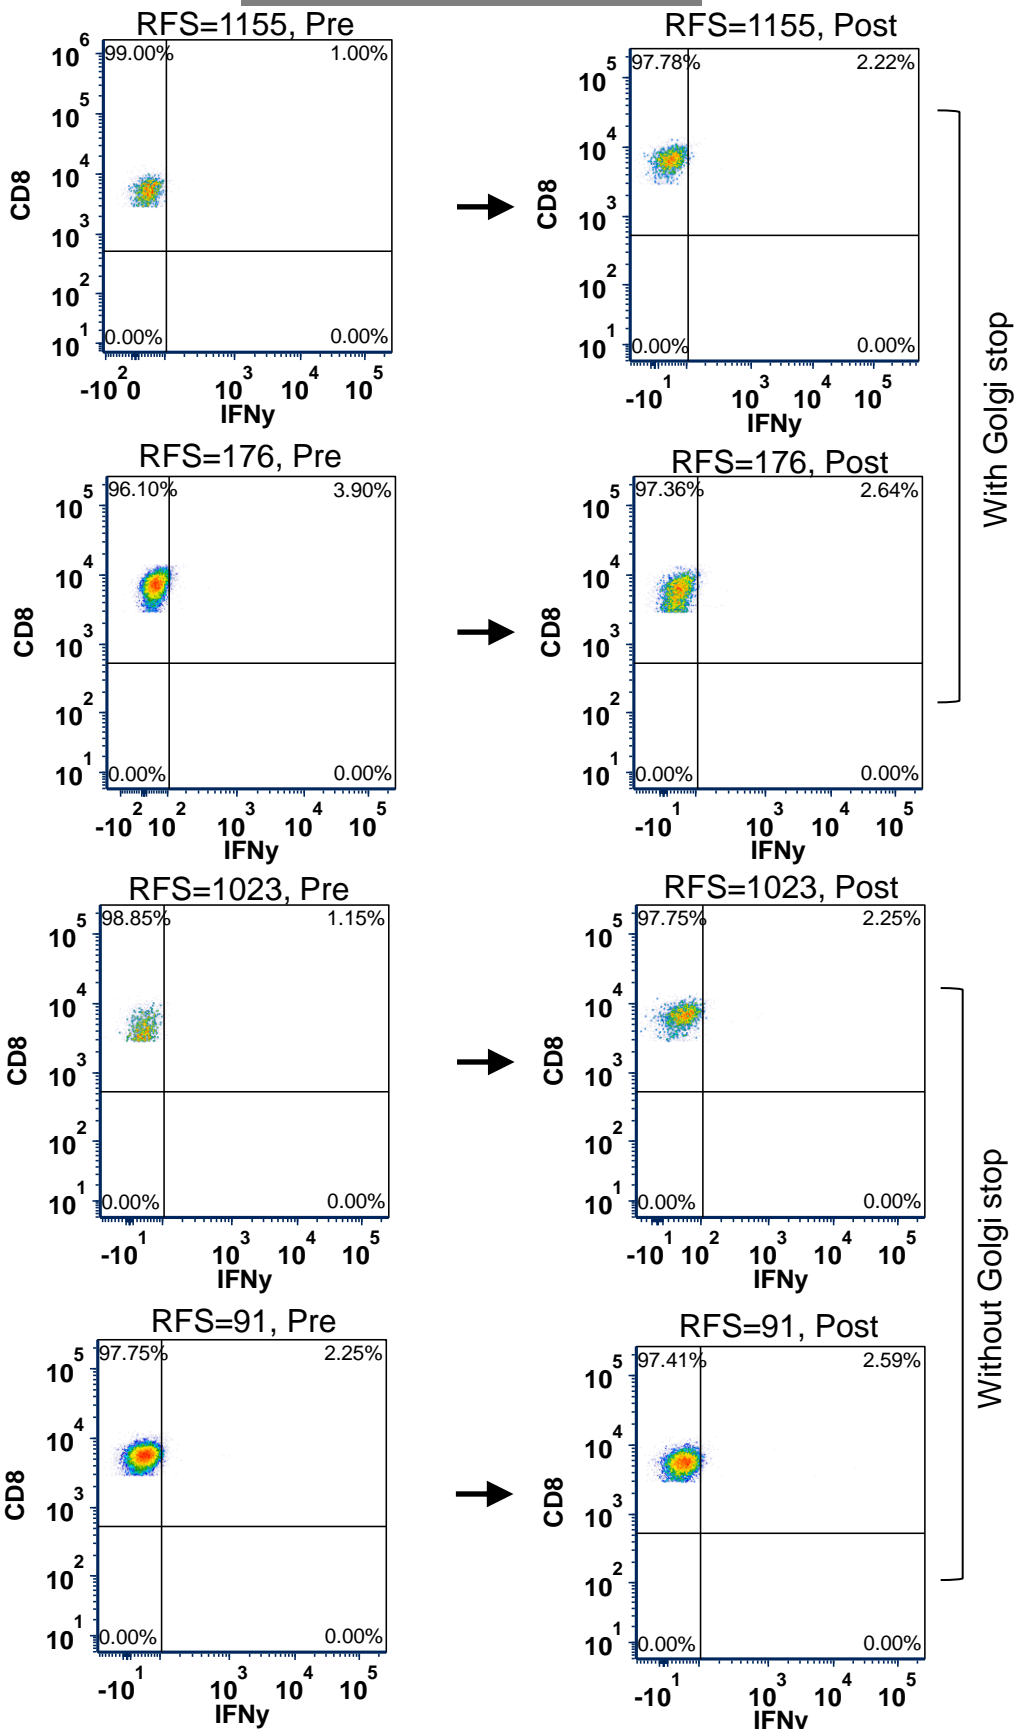 RFS=1155, Pre
99.00% 1.00%
10^6
10^5
10^4
10^3
10^2
10^1
CD8
0.00% 0.00%
-10^2 0 10^3 10^4 10^5
IFNy
RFS=1155, Post
97.78% 2.22%
10^5
10^4
10^3
10^2
10^1
CD8
0.00% 0.00%
-10^1 10^3 10^4 10^5
IFNy
RFS=176, Pre
96.10% 3.90%
10^5
10^4
10^3
10^2
10^1
CD8
0.00% 0.00%
-10^2 10^2 10^3 10^4 10^5
IFNy
RFS=176, Post
97.36% 2.64%
10^5
10^4
10^3
10^2
10^1
CD8
0.00% 0.00%
-10^1 10^3 10^4 10^5
IFNy
With Golgi stop
RFS=1023, Pre
98.85% 1.15%
10^5
10^4
10^3
10^2
10^1
CD8
0.00% 0.00%
-10^1 10^3 10^4 10^5
IFNy
RFS=1023, Post
97.75% 2.25%
10^5
10^4
10^3
10^2
10^1
CD8
0.00% 0.00%
-10^1 10^2 10^3 10^4 10^5
IFNy
RFS=91, Pre
97.75% 2.25%
10^5
10^4
10^3
10^2
10^1
CD8
0.00% 0.00%
-10^1 10^3 10^4 10^5
IFNy
RFS=91, Post
97.41% 2.59%
10^5
10^4
10^3
10^2
10^1
CD8
0.00% 0.00%
-10^1 10^3 10^4 10^5
IFNy
Without Golgi stop